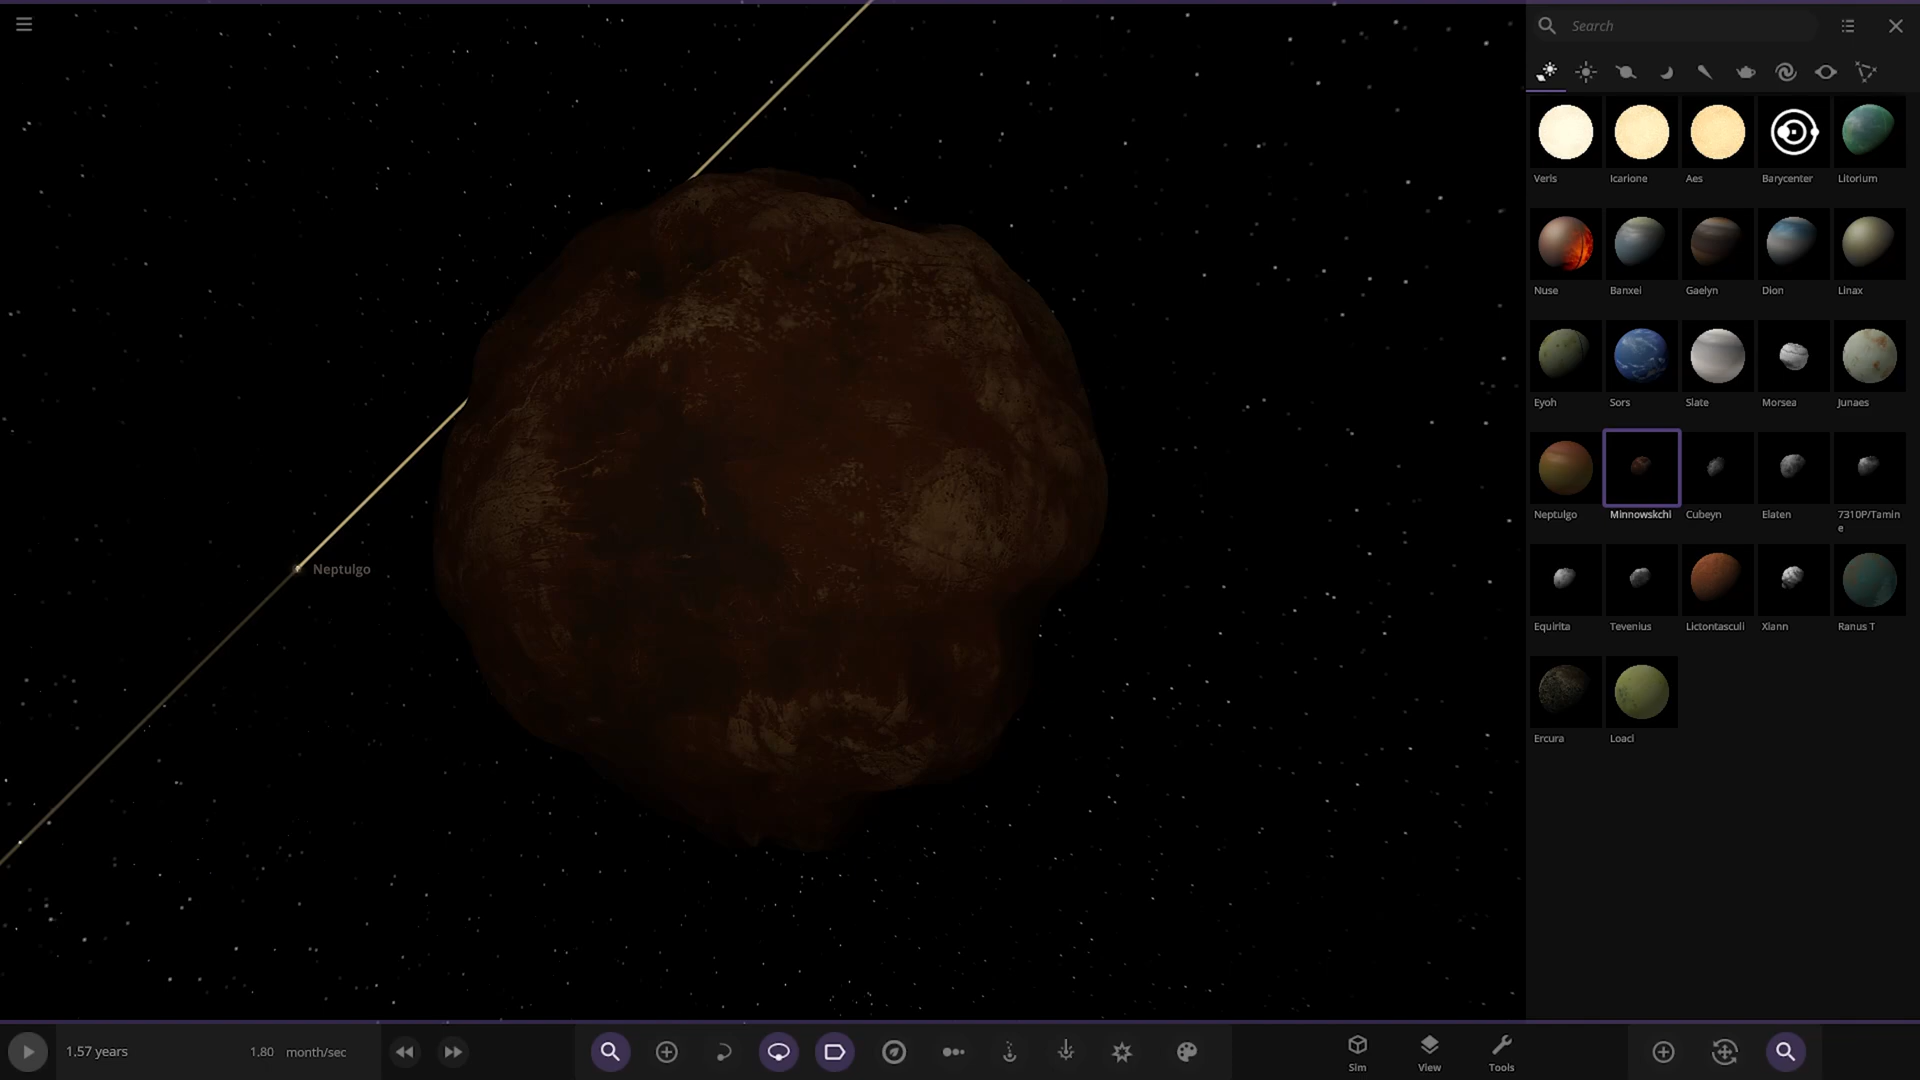 Search
Veris
Icarione
Aes
Barycenter
Litorium
Nuse
Banxei
Gaelyn
Dion
Linax
Eyoh
Sors
Slate
Morsea
Junaes
Neptulgo
Minnowskchi
Cubeyn
Elaten
7310P/Tamin
e
Equirita
Tevenius
Lictontasculi
Xiann
Ranus T
Ercura
Loaci
Neptulgo
1.57 years
1.80 month/sec
Sim
View
Tools